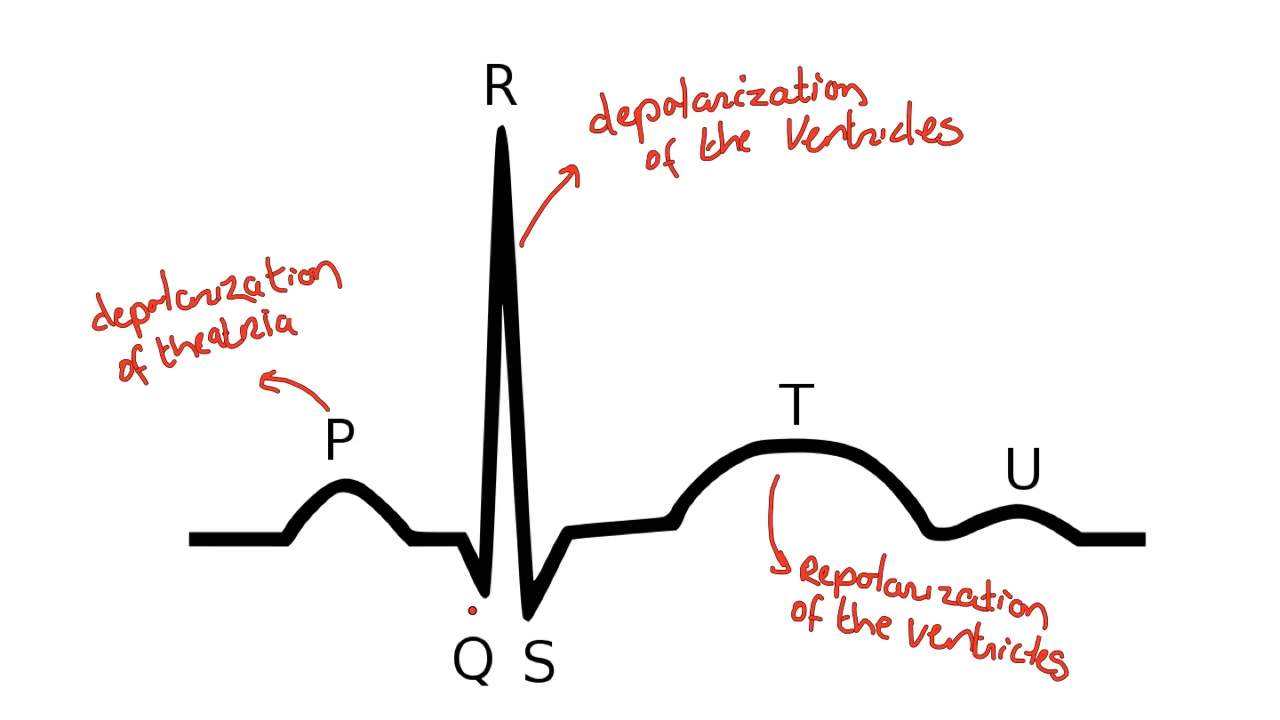 R
depolarization
of the ventricles
depolarization
of theatria
P
T
U
Repolarization
of the ventricles
Q S